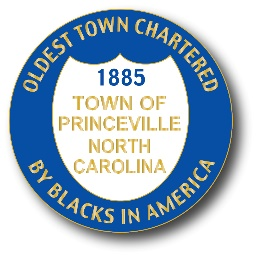 OLDEST TOWN CHARTERED
1885
TOWN OF
PRINCEVILLE
NORTH
CAROLINA
BY BLACKS IN AMERICA